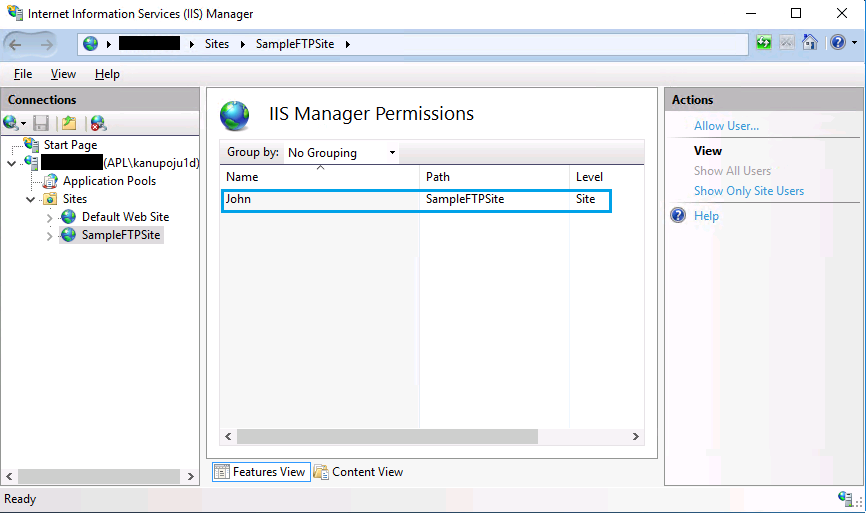 Internet Information Services (IIS) Manager
Sites SampleFTPSite
File View Help
Connections
Start Page
(APL\kanupoju1d)
Application Pools
Sites
Default Web Site
SampleFTPSite
IIS Manager Permissions
Group by: No Grouping
Name Path Level
John SampleFTPSite Site
Features View Content View
Actions
Allow User...
View
Show All Users
Show Only Site Users
Help
Ready